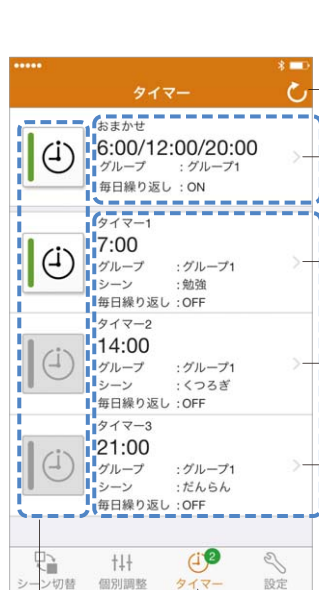 タイマー
おまかせ
6:00/12:00/20:00
グループ : グループ1
毎日繰り返し : ON
タイマー1
7:00
グループ : グループ1
シーン : 勉強
毎日繰り返し : OFF
タイマー2
14:00
グループ : グループ1
シーン : くつろぎ
毎日繰り返し : OFF
タイマー3
21:00
グループ : グループ1
シーン : だんらん
毎日繰り返し : OFF
2
シーン切替 個別調整 タイマー 設定